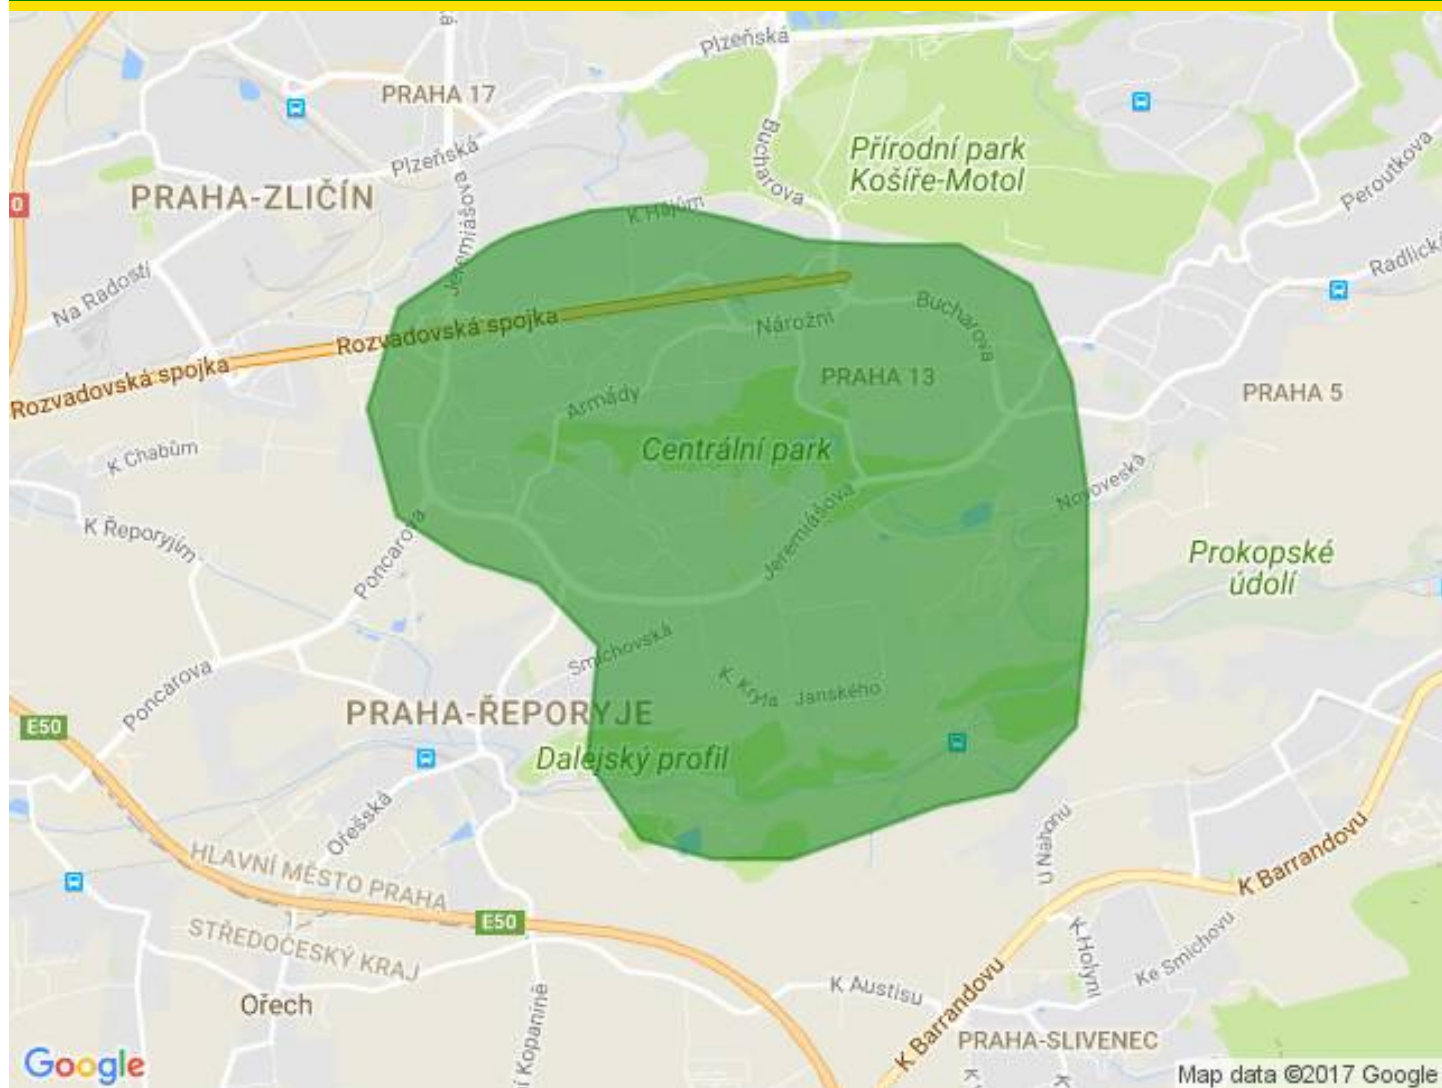 Plzeňská
PRAHA 17
Plzeňská
Bucharova
Přírodní park
Košíře-Motol
Peroutkova
PRAHA-ZLIČÍN
Jeremiášova
K Hájům
Radlická
Na Radosti
Bucharova
Nárožní
Rozvadovská spojka
Rozvadovská spojka
PRAHA 13
PRAHA 5
Armády
Centrální park
K Chabům
Novoveská
K Řeporyjím
Poncarova
Jeremiášova
Prokopské
údolí
Smíchovská
Poncarova
K Kryfa
Janského
PRAHA-ŘEPORYJE
E50
Dalejský profil
Ořešská
U Náhonu
HLAVNÍ MĚSTO PRAHA
K Barrandovu
E50
STŘEDOČESKÝ KRAJ
K Holyni
Ke Smíchovu
Ořech
K Austisu
í Kopanině
K Barrandovu
PRAHA-SLIVENEC
Google
Map data ©2017 Google